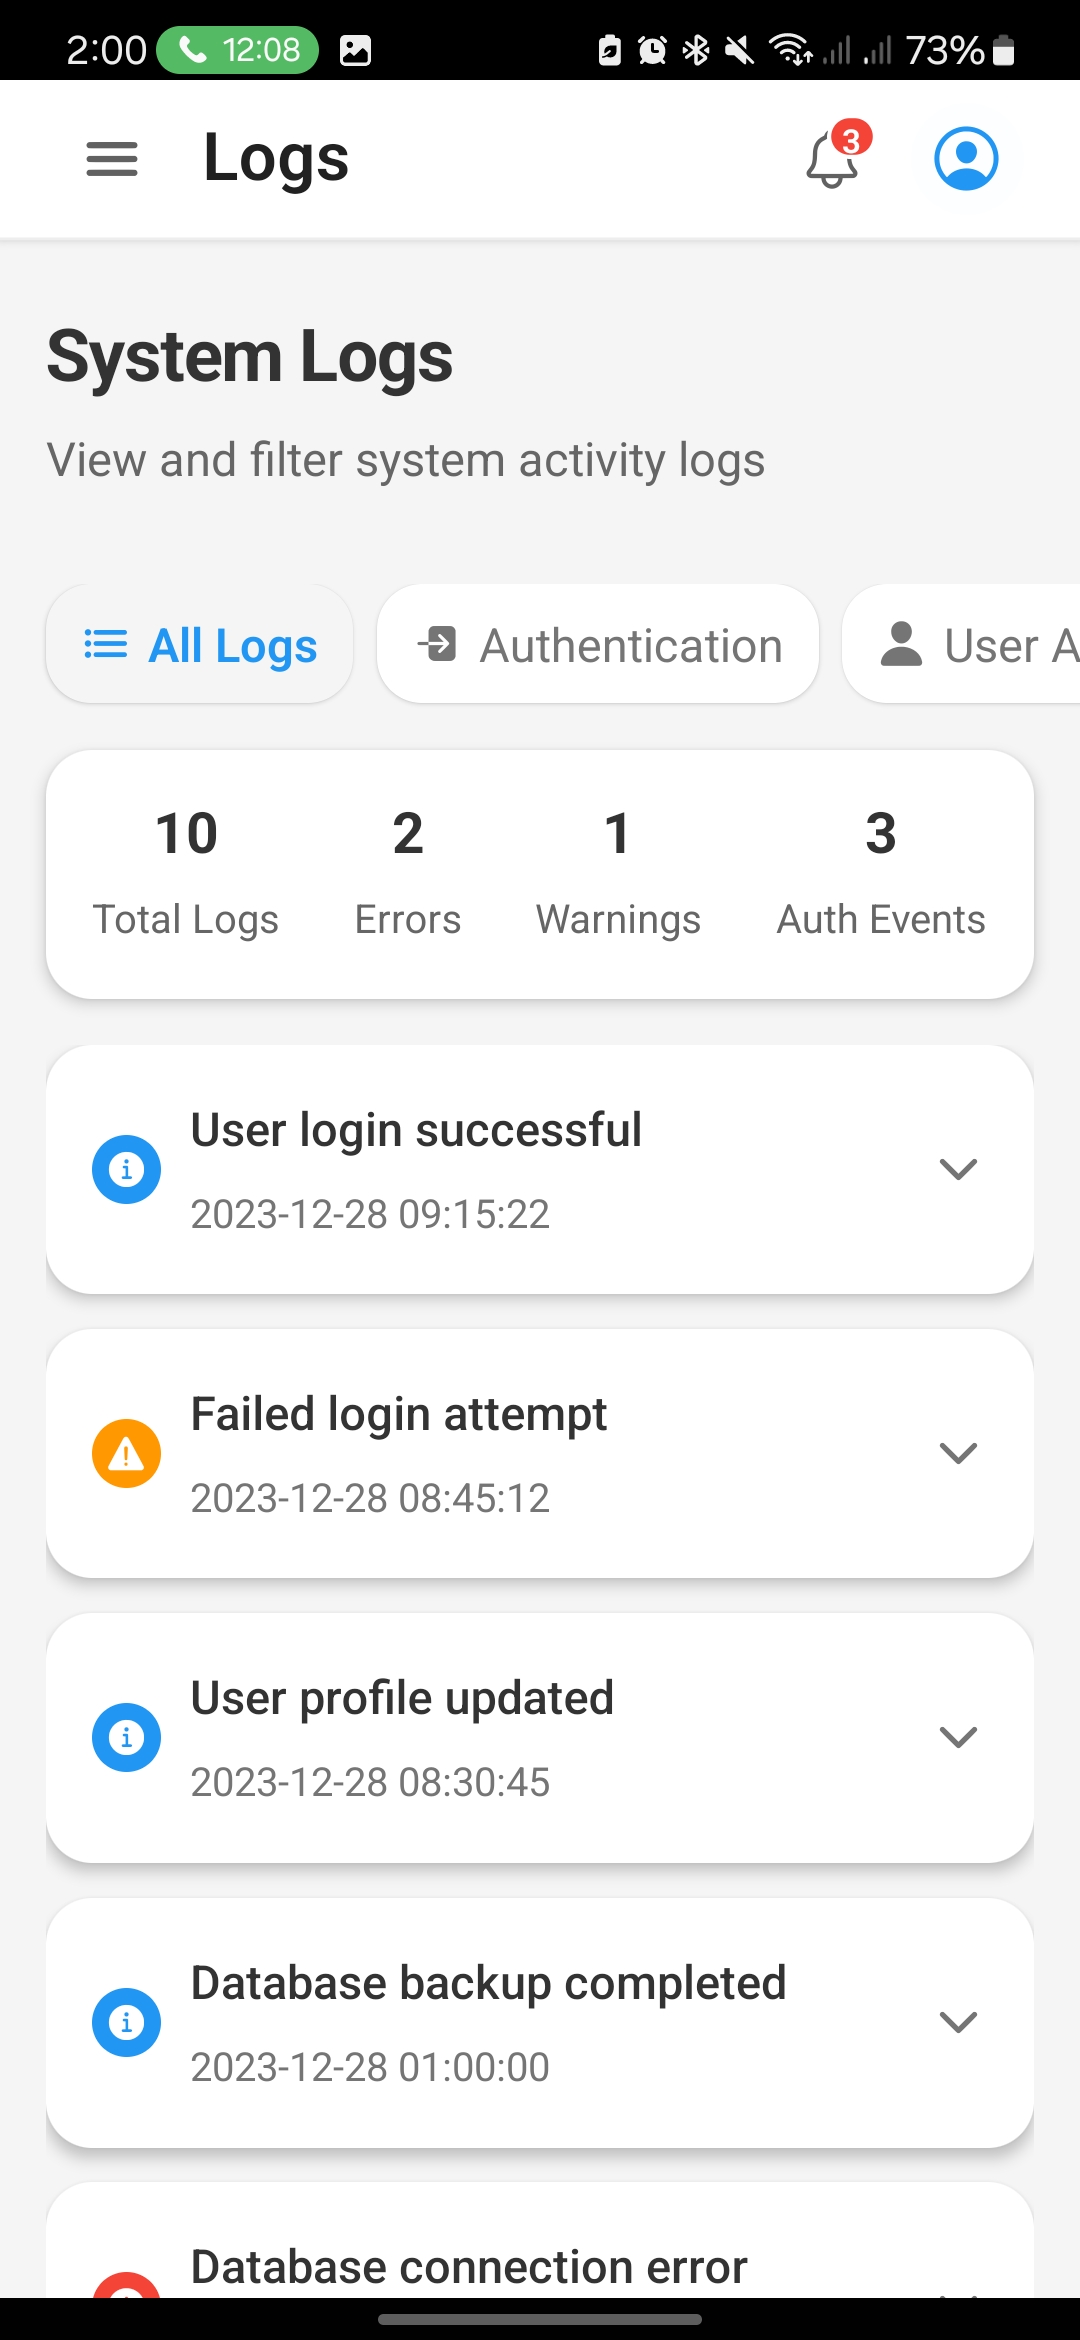 2:00 12:08 73%
Logs 3
System Logs
View and filter system activity logs
All Logs Authentication User A
10 2 1 3
Total Logs Errors Warnings Auth Events
User login successful
2023-12-28 09:15:22
Failed login attempt
2023-12-28 08:45:12
User profile updated
2023-12-28 08:30:45
Database backup completed
2023-12-28 01:00:00
Database connection error